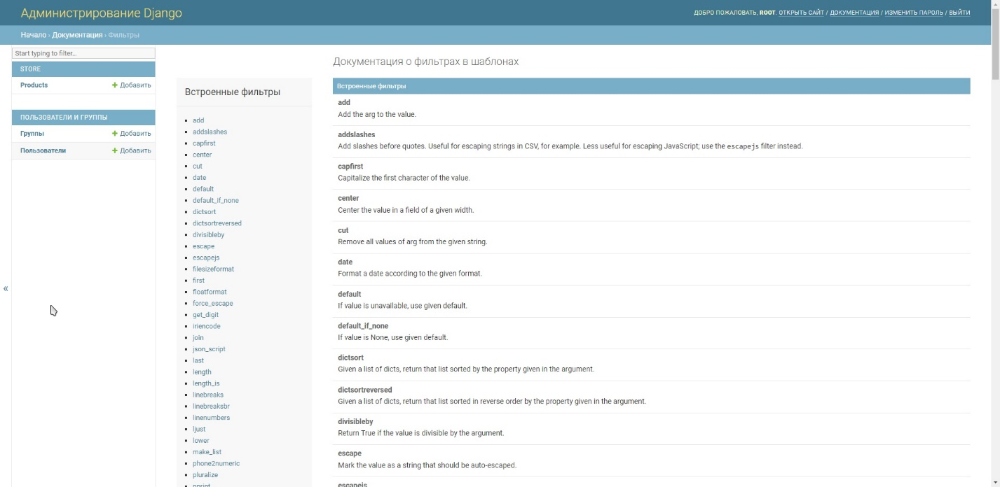 Администрирование Django
ДОБРО ПОЖАЛОВАТЬ, ROOT. ОТКРЫТЬ САЙТ / ДОКУМЕНТАЦИЯ / ИЗМЕНИТЬ ПАРОЛЬ / ВЫЙТИ
Начало › Документация › Фильтры
Start typing to filter...
STORE
Products
+ Добавить
ПОЛЬЗОВАТЕЛИ И ГРУППЫ
Группы
+ Добавить
Пользователи
+ Добавить
«
Встроенные фильтры
add
addslashes
capfirst
center
cut
date
default
default_if_none
dictsort
dictsortreversed
divisibleby
escape
escapejs
filesizeformat
first
floatformat
force_escape
get_digit
iriencode
join
json_script
last
length
length_is
linebreaks
linebreaksbr
linenumbers
ljust
lower
make_list
phone2numeric
pluralize
pprint
Документация о фильтрах в шаблонах
Встроенные фильтры
add
Add the arg to the value.
addslashes
Add slashes before quotes. Useful for escaping strings in CSV, for example. Less useful for escaping JavaScript; use the escapejs filter instead.
capfirst
Capitalize the first character of the value.
center
Center the value in a field of a given width.
cut
Remove all values of arg from the given string.
date
Format a date according to the given format.
default
If value is unavailable, use given default.
default_if_none
If value is None, use given default.
dictsort
Given a list of dicts, return that list sorted by the property given in the argument.
dictsortreversed
Given a list of dicts, return that list sorted in reverse order by the property given in the argument.
divisibleby
Return True if the value is divisible by the argument.
escape
Mark the value as a string that should be auto-escaped.
escapejs